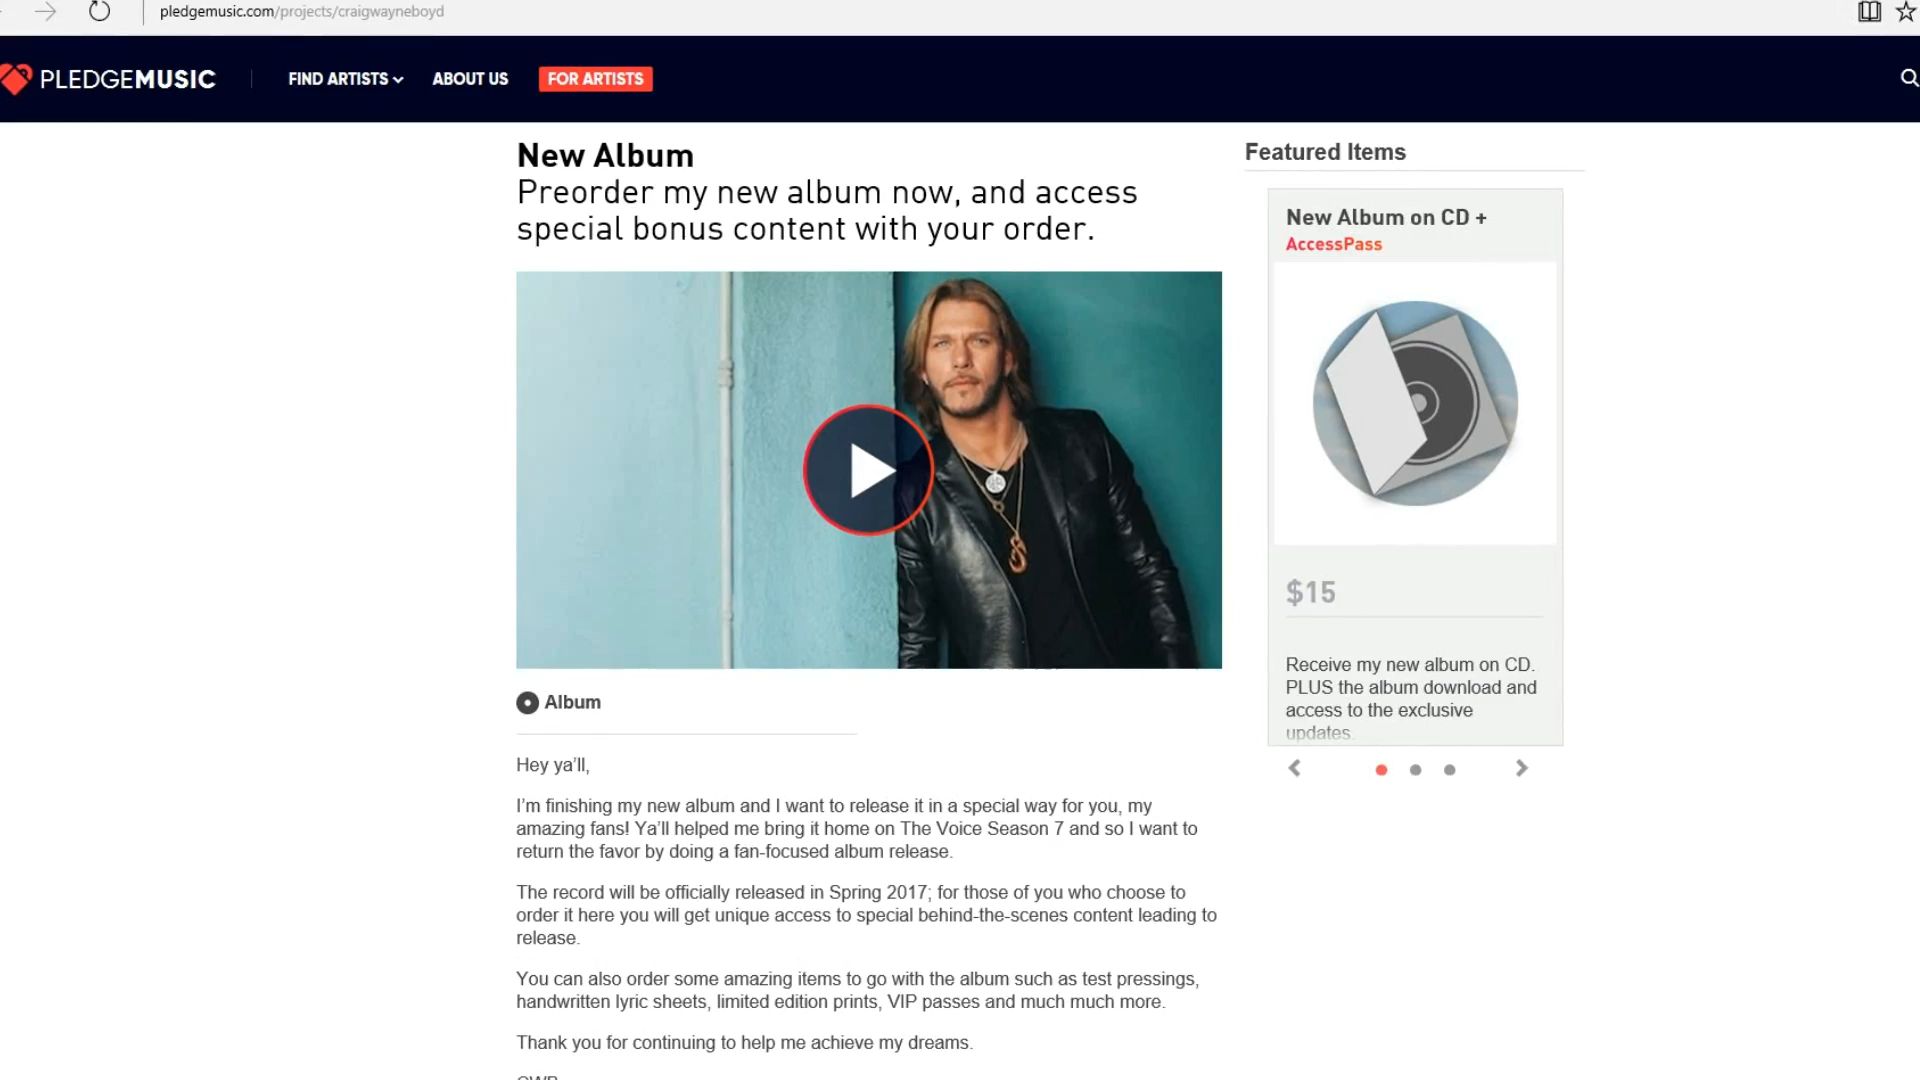 pledgemusic.com/projects/craigwayneboyd
PLEDGEMUSIC
FIND ARTISTS
ABOUT US
FOR ARTISTS
New Album
Preorder my new album now, and access
special bonus content with your order.
Album
Hey ya’ll,
I’m finishing my new album and I want to release it in a special way for you, my
amazing fans! Ya’ll helped me bring it home on The Voice Season 7 and so I want to
return the favor by doing a fan-focused album release.
The record will be officially released in Spring 2017; for those of you who choose to
order it here you will get unique access to special behind-the-scenes content leading to
release.
You can also order some amazing items to go with the album such as test pressings,
handwritten lyric sheets, limited edition prints, VIP passes and much much more.
Thank you for continuing to help me achieve my dreams.
Featured Items
New Album on CD +
AccessPass
$15
Receive my new album on CD.
PLUS the album download and
access to the exclusive
updates.